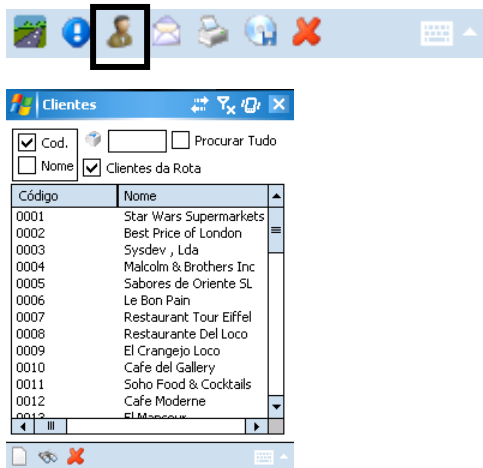 Clientes
Cod.
Procurar Tudo
Nome
Clientes da Rota
Código Nome
0001 Star Wars Supermarkets
0002 Best Price of London
0003 Sysdev , Lda
0004 Malcolm & Brothers Inc
0005 Sabores de Oriente SL
0006 Le Bon Pain
0007 Restaurant Tour Eiffel
0008 Restaurante Del Loco
0009 El Crangejo Loco
0010 Cafe del Gallery
0011 Soho Food & Cocktails
0012 Cafe Moderne
0013 El Mansour